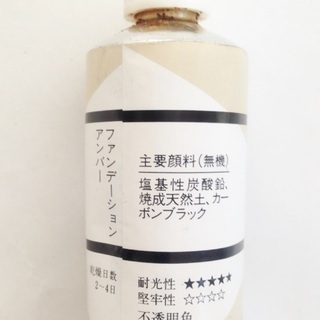 ファンデーション
アンバー
乾燥日数
2~4日
主要顔料(無機)
塩基性炭酸鉛、
焼成天然土、カー
ボンブラック
耐光性 ★★★★★
堅牢性 ☆☆☆☆
不透明色